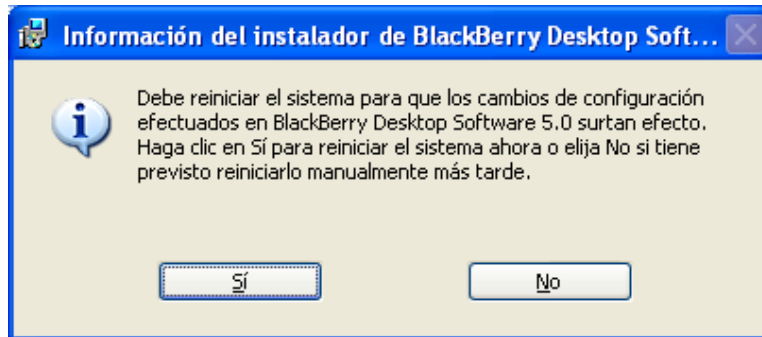 Información del instalador de BlackBerry Desktop Soft...
Debe reiniciar el sistema para que los cambios de configuración
efectuados en BlackBerry Desktop Software 5.0 surtan efecto.
Haga clic en Sí para reiniciar el sistema ahora o elija No si tiene
previsto reiniciarlo manualmente más tarde.
Sí
No